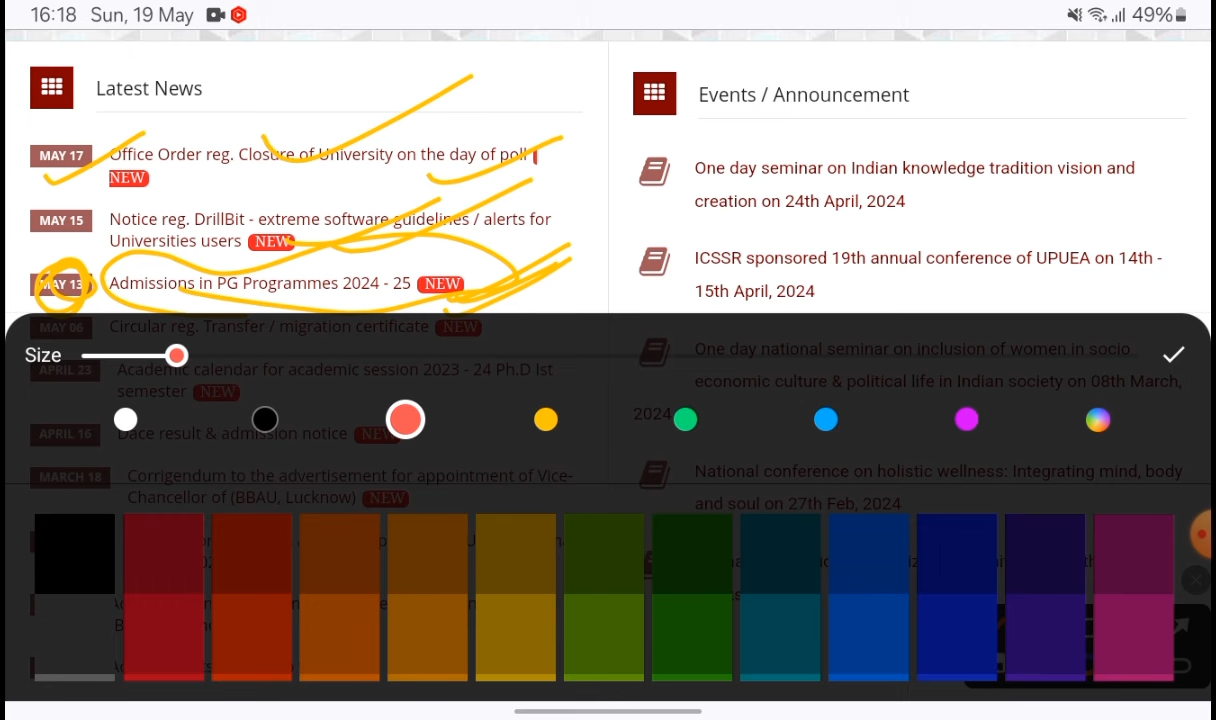 16:18 Sun, 19 May
49%
Latest News
MAY 17 Office Order reg. Closure of University on the day of poll
NEW
MAY 15 Notice reg. DrillBit - extreme software guidelines / alerts for
Universities users NEW
MAY 13 Admissions in PG Programmes 2024 - 25 NEW
MAY 06 Circular reg. Transfer / migration certificate NEW
APRIL 23 Academic calendar for academic session 2023 - 24 Ph.D Ist
semester NEW
APRIL 16 Dace result & admission notice NEW
MARCH 18 Corrigendum to the advertisement for appointment of Vice-
Chancellor of (BBAU, Lucknow) NEW
Events / Announcement
One day seminar on Indian knowledge tradition vision and
creation on 24th April, 2024
ICSSR sponsored 19th annual conference of UPUEA on 14th -
15th April, 2024
One day national seminar on inclusion of women in socio
economic culture & political life in Indian society on 08th March,
2024
National conference on holistic wellness: Integrating mind, body
and soul on 27th Feb, 2024
Size